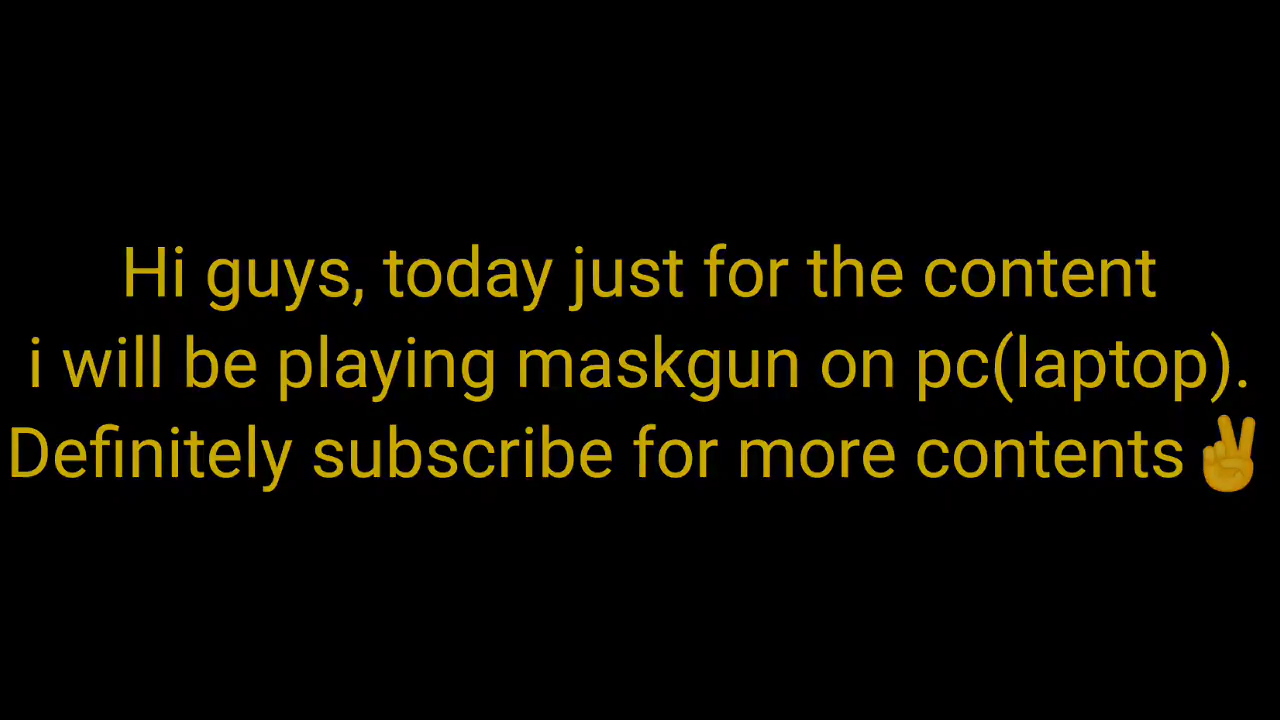 Hi guys, today just for the content
i will be playing maskgun on pc(laptop).
Definitely subscribe for more contents✌